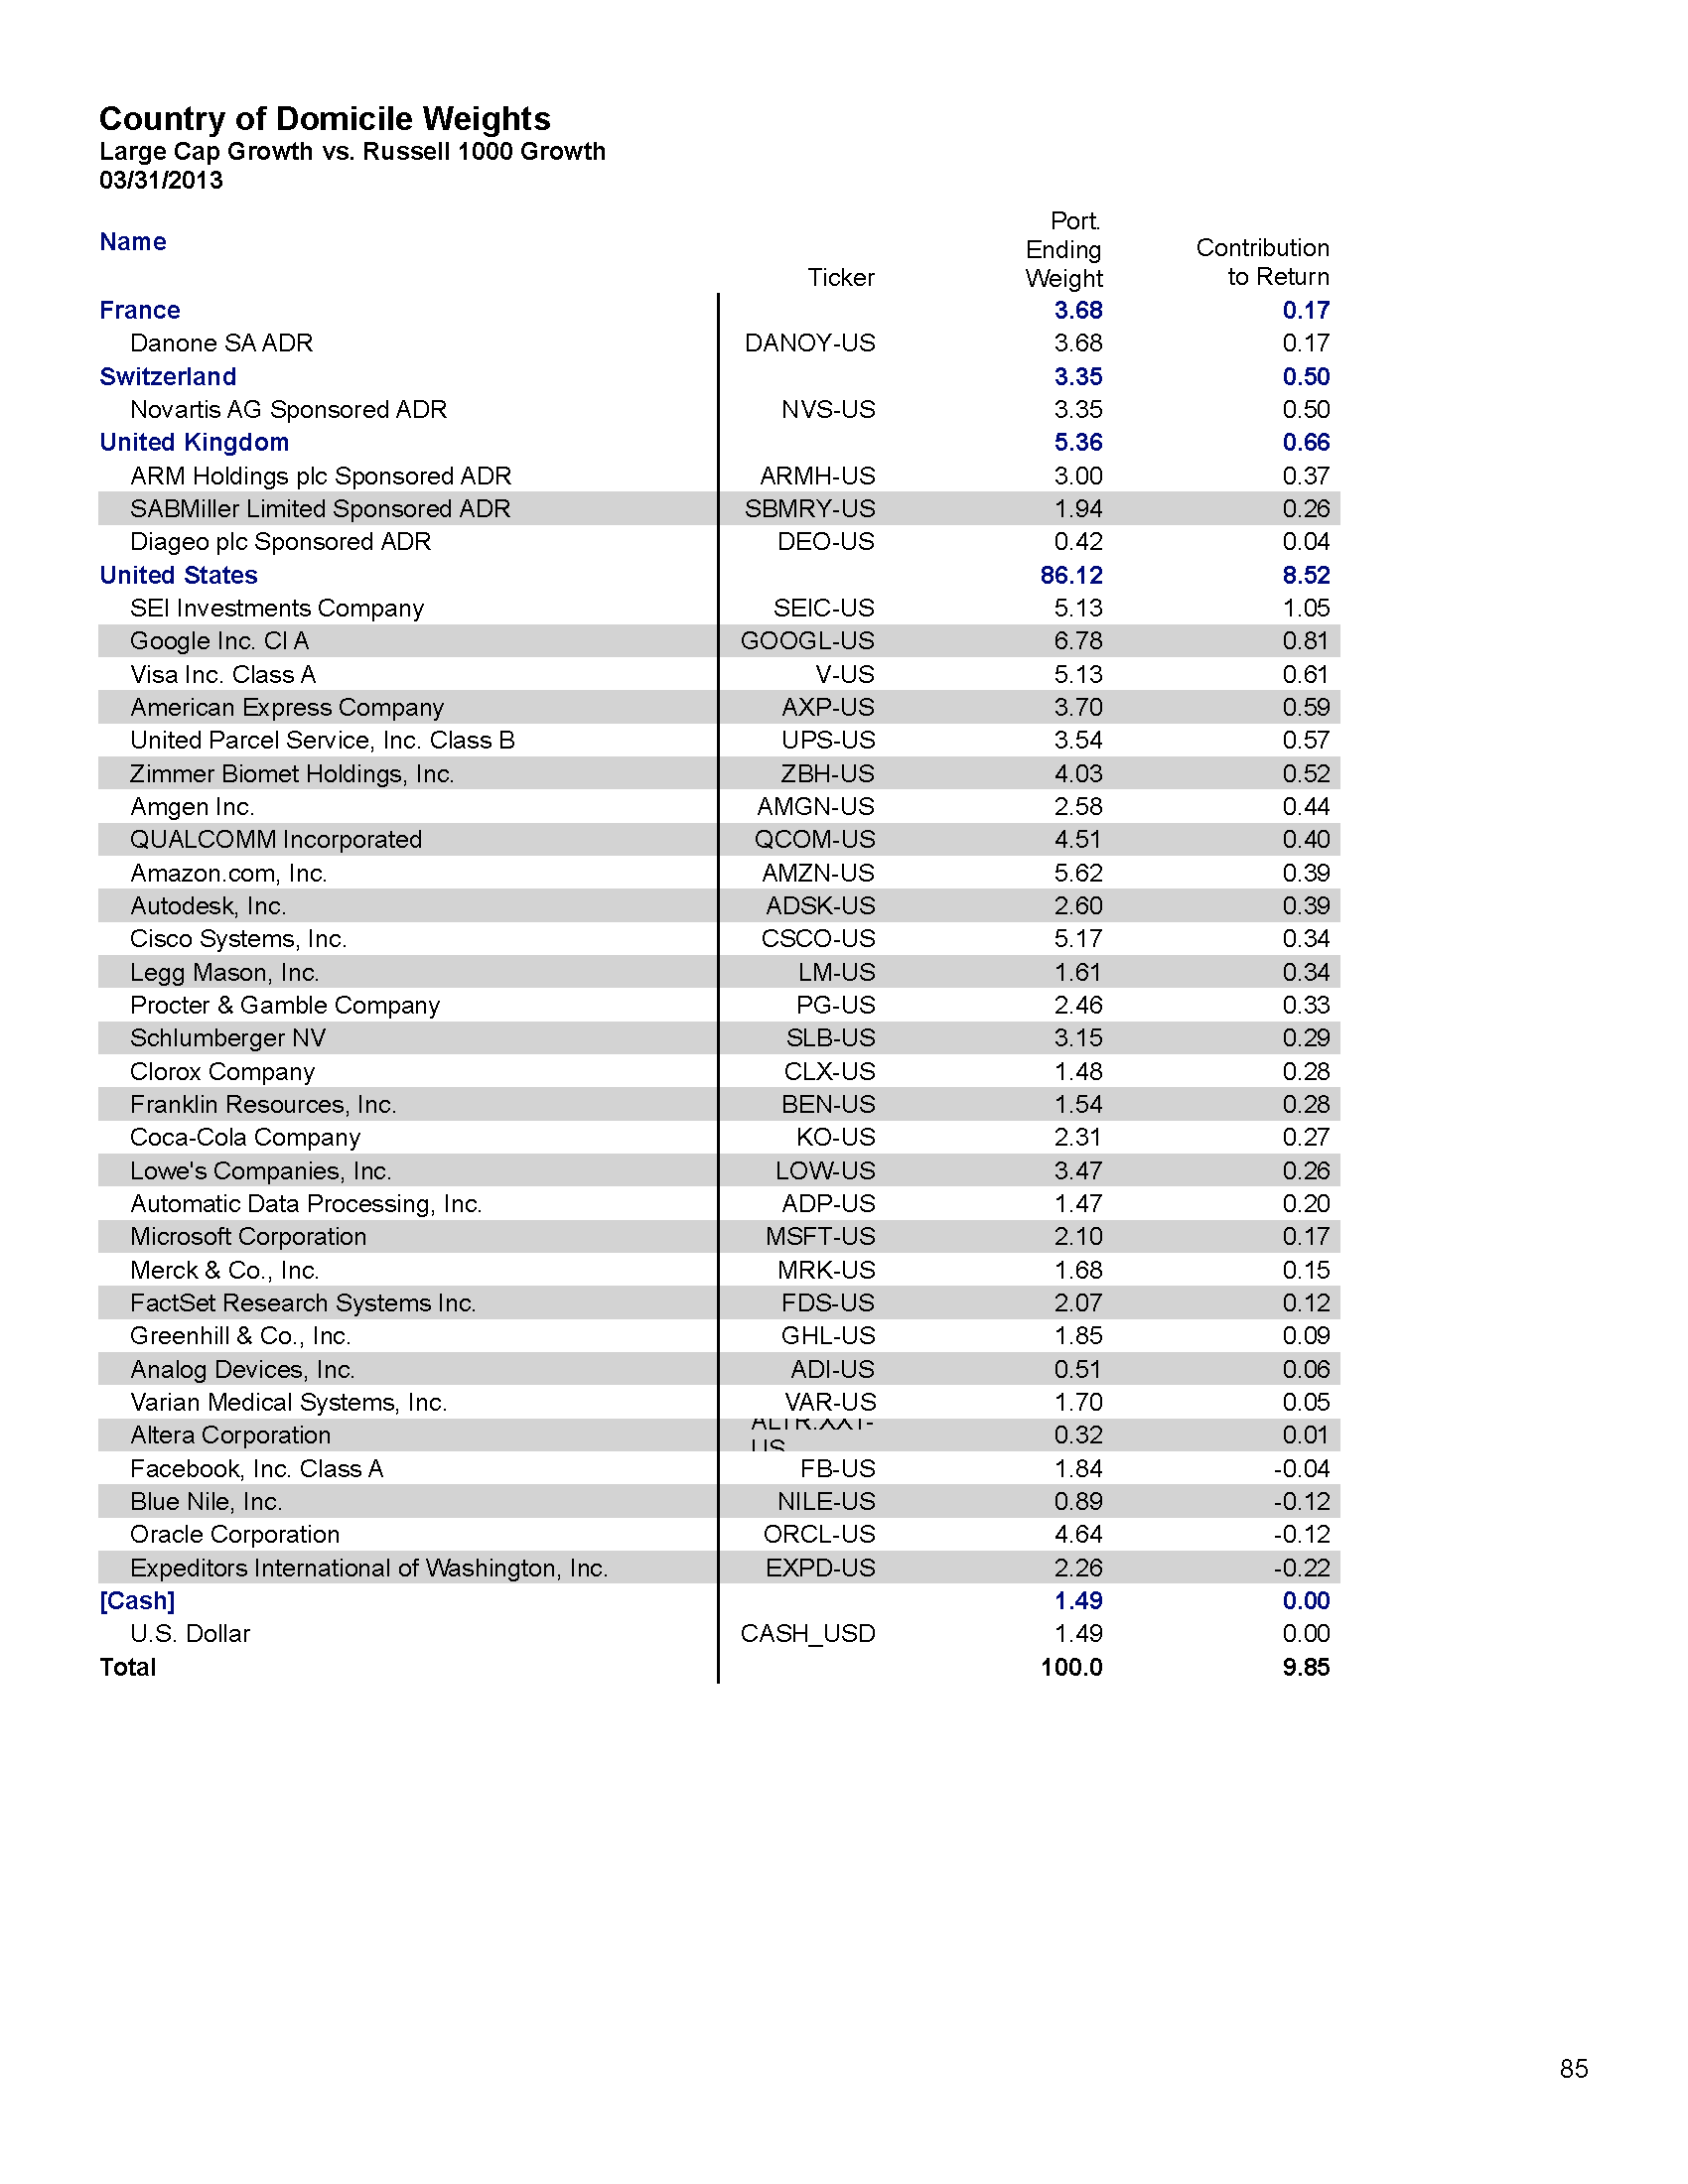 Country of Domicile Weights
Large Cap Growth vs. Russell 1000 Growth
03/31/2013
Name Ticker Port. Ending Weight Contribution to Return
France 3.68 0.17
Danone SA ADR DANOY-US 3.68 0.17
Switzerland 3.35 0.50
Novartis AG Sponsored ADR NVS-US 3.35 0.50
United Kingdom 5.36 0.66
ARM Holdings plc Sponsored ADR ARMH-US 3.00 0.37
SABMiller Limited Sponsored ADR SBMRY-US 1.94 0.26
Diageo plc Sponsored ADR DEO-US 0.42 0.04
United States 86.12 8.52
SEI Investments Company SEIC-US 5.13 1.05
Google Inc. Cl A GOOGL-US 6.78 0.81
Visa Inc. Class A V-US 5.13 0.61
American Express Company AXP-US 3.70 0.59
United Parcel Service, Inc. Class B UPS-US 3.54 0.57
Zimmer Biomet Holdings, Inc. ZBH-US 4.03 0.52
Amgen Inc. AMGN-US 2.58 0.44
QUALCOMM Incorporated QCOM-US 4.51 0.40
Amazon.com, Inc. AMZN-US 5.62 0.39
Autodesk, Inc. ADSK-US 2.60 0.39
Cisco Systems, Inc. CSCO-US 5.17 0.34
Legg Mason, Inc. LM-US 1.61 0.34
Procter & Gamble Company PG-US 2.46 0.33
Schlumberger NV SLB-US 3.15 0.29
Clorox Company CLX-US 1.48 0.28
Franklin Resources, Inc. BEN-US 1.54 0.28
Coca-Cola Company KO-US 2.31 0.27
Lowe's Companies, Inc. LOW-US 3.47 0.26
Automatic Data Processing, Inc. ADP-US 1.47 0.20
Microsoft Corporation MSFT-US 2.10 0.17
Merck & Co., Inc. MRK-US 1.68 0.15
FactSet Research Systems Inc. FDS-US 2.07 0.12
Greenhill & Co., Inc. GHL-US 1.85 0.09
Analog Devices, Inc. ADI-US 0.51 0.06
Varian Medical Systems, Inc. VAR-US 1.70 0.05
Altera Corporation 0.32 0.01
Facebook, Inc. Class A FB-US 1.84 -0.04
Blue Nile, Inc. NILE-US 0.89 -0.12
Oracle Corporation ORCL-US 4.64 -0.12
Expeditors International of Washington, Inc. EXPD-US 2.26 -0.22
[Cash] 1.49 0.00
U.S. Dollar CASH_USD 1.49 0.00
Total 100.0 9.85
85